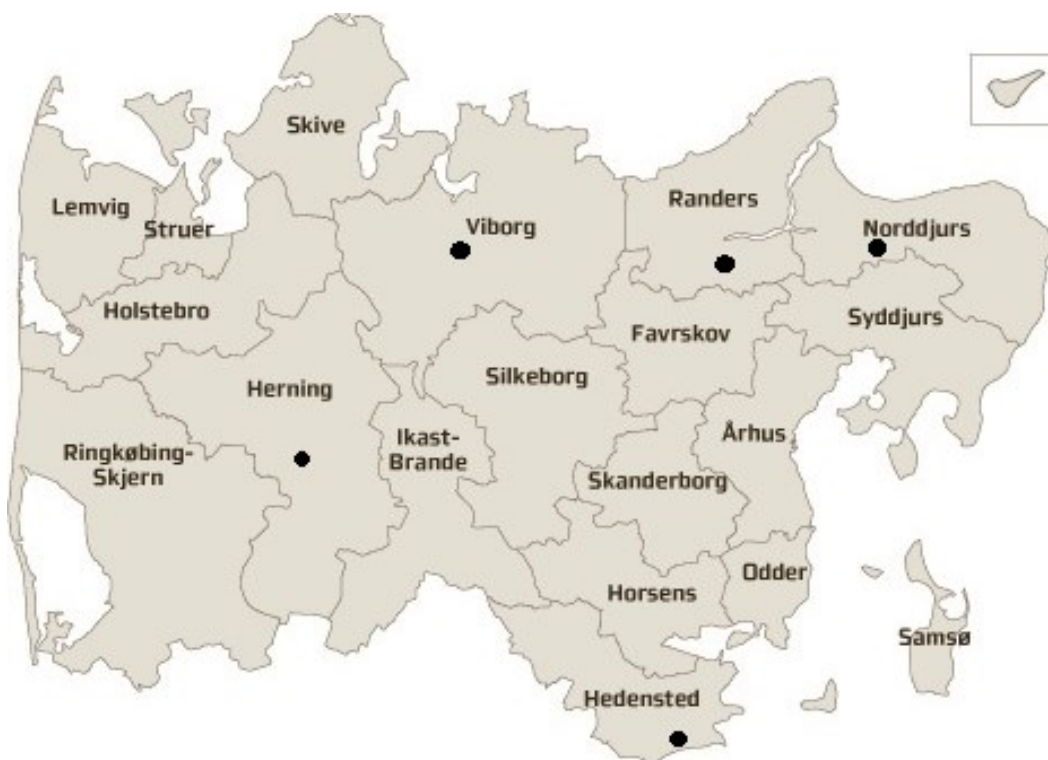 Skive
Lemvig
Struer
Viborg
Randers
Norddjurs
Holstebro
Favrskov
Syddjurs
Herning
Silkeborg
Ringkøbing-
Skjern
Ikast-
Brande
Århus
Skanderborg
Odder
Horsens
Samsø
Hedensted